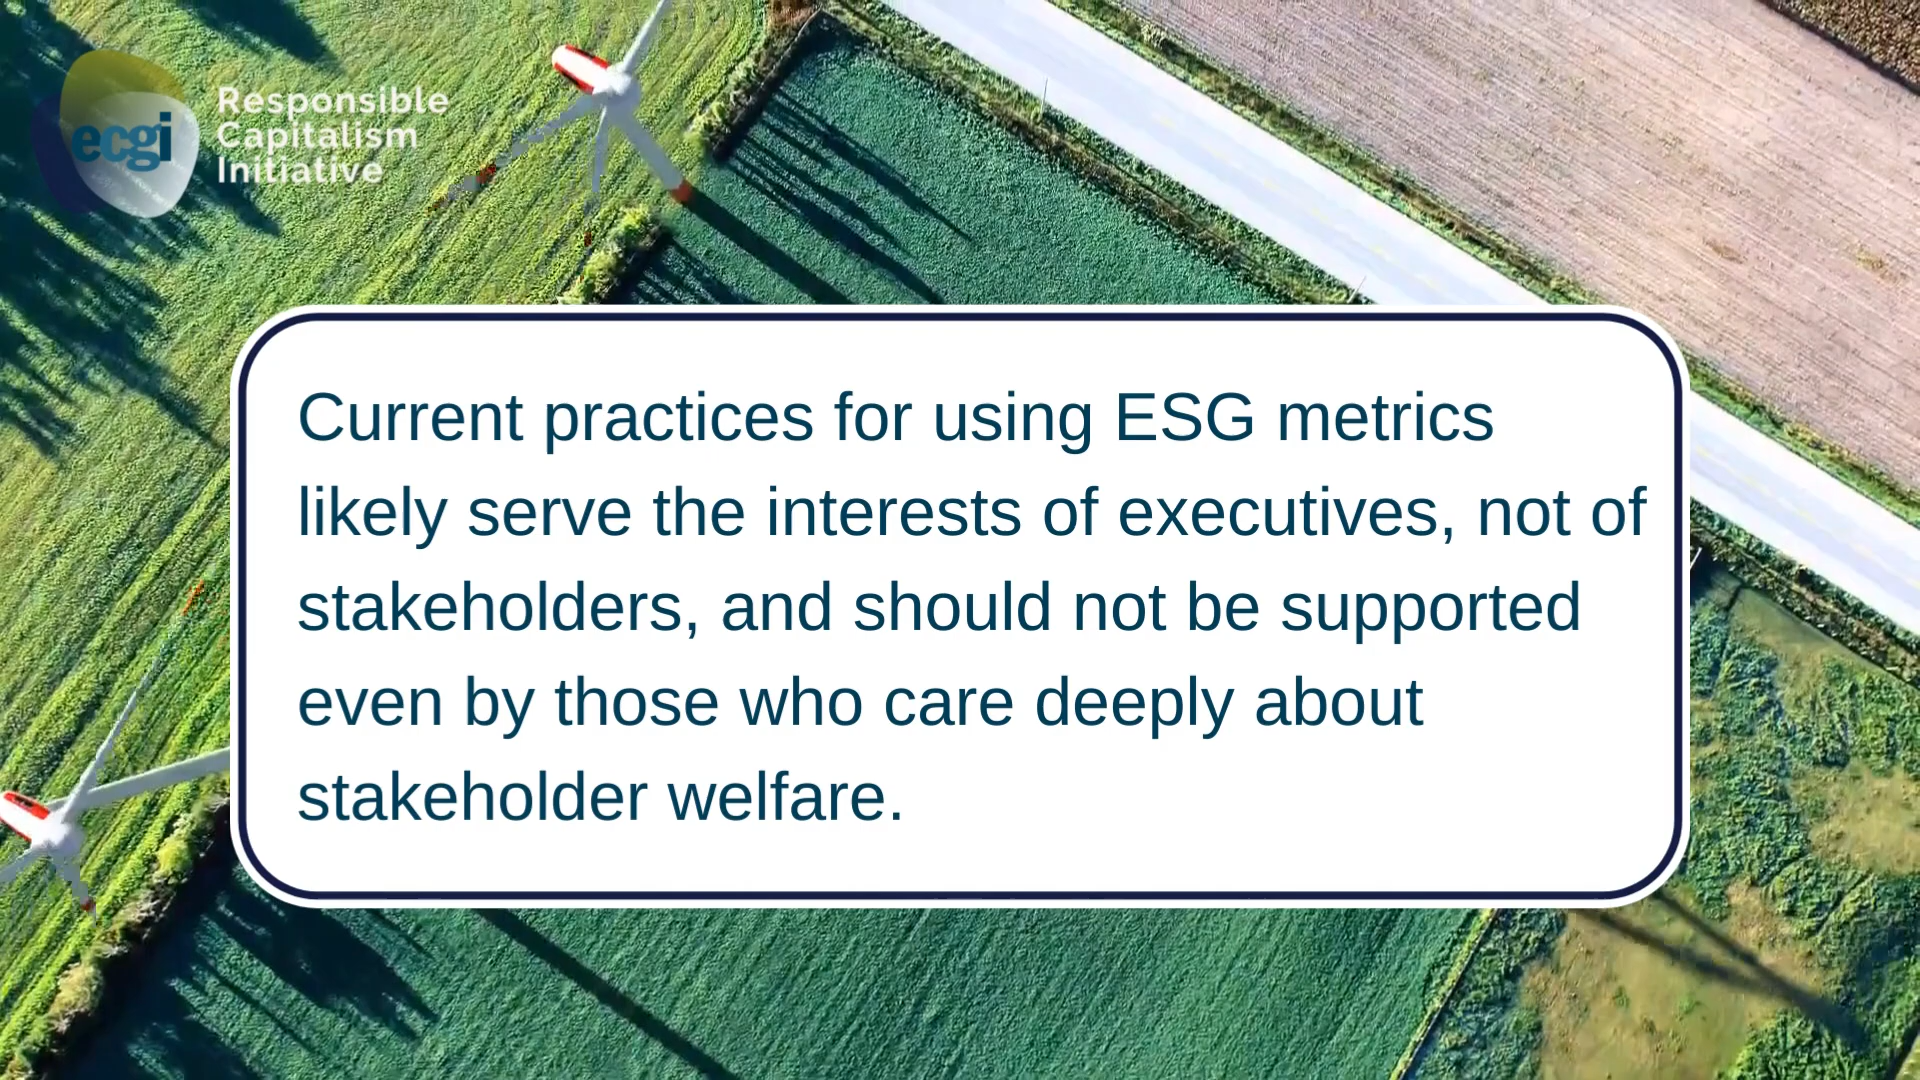 ecgi
Responsible
Capitalism
Initiative
Current practices for using ESG metrics
likely serve the interests of executives, not of
stakeholders, and should not be supported
even by those who care deeply about
stakeholder welfare.